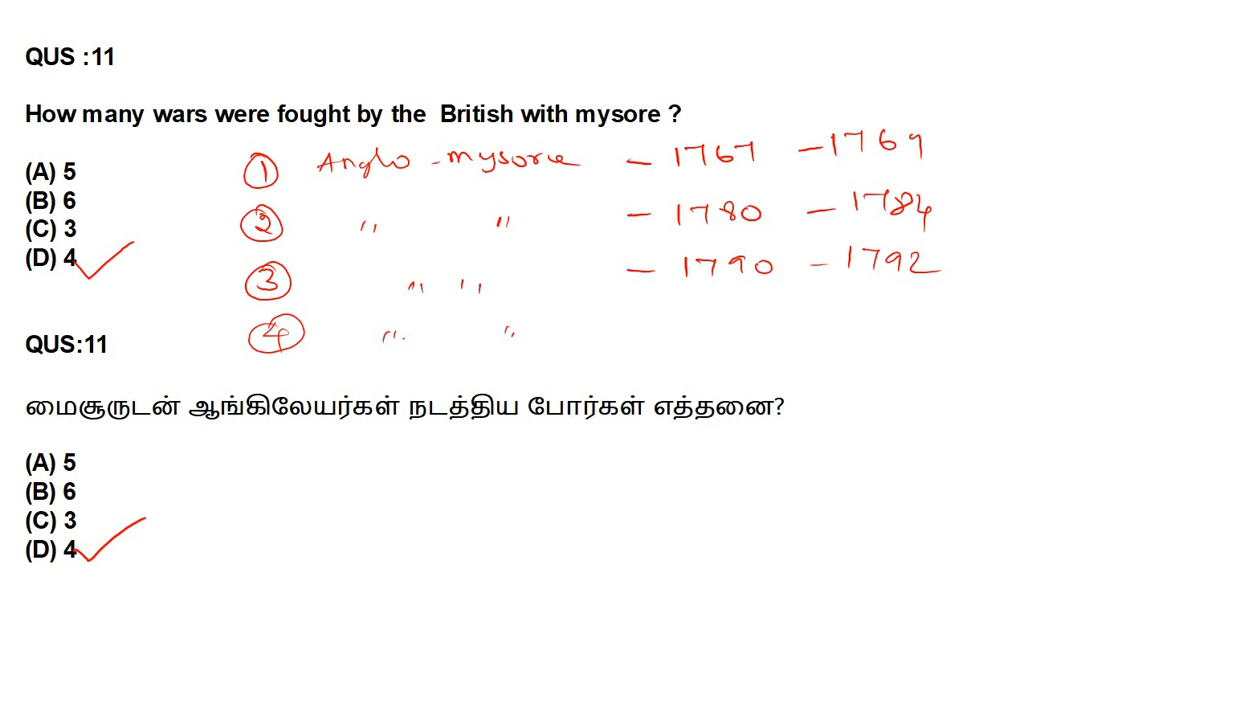 QUS :11
How many wars were fought by the British with mysore ?
(A) 5
(B) 6
(C) 3
(D) 4
① Anglo - mysore - 1767 - 1769
② " " - 1780 - 1784
③ " " - 1790 - 1792
④ " "
QUS:11
மைசூருடன் ஆங்கிலேயர்கள் நடத்திய போர்கள் எத்தனை?
(A) 5
(B) 6
(C) 3
(D) 4